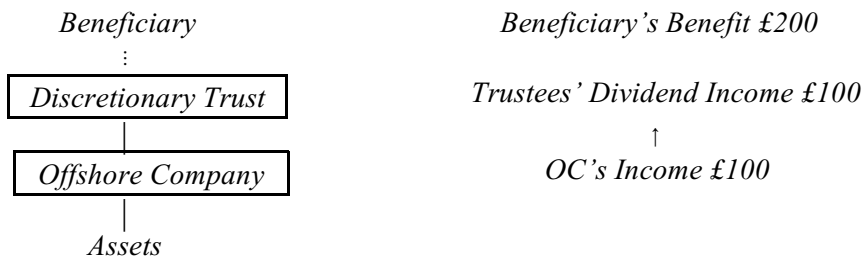 Beneficiary
Discretionary Trust
Offshore Company
Assets
Beneficiary’s Benefit £200
Trustees’ Dividend Income £100
↑
OC’s Income £100